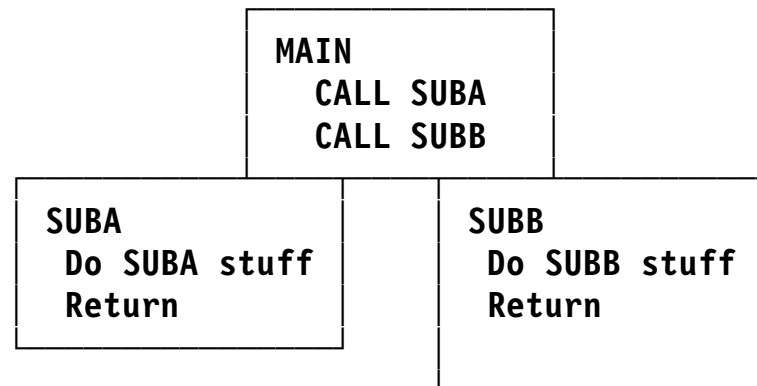 MAIN
CALL SUBA
CALL SUBB
SUBA
Do SUBA stuff
Return
SUBB
Do SUBB stuff
Return